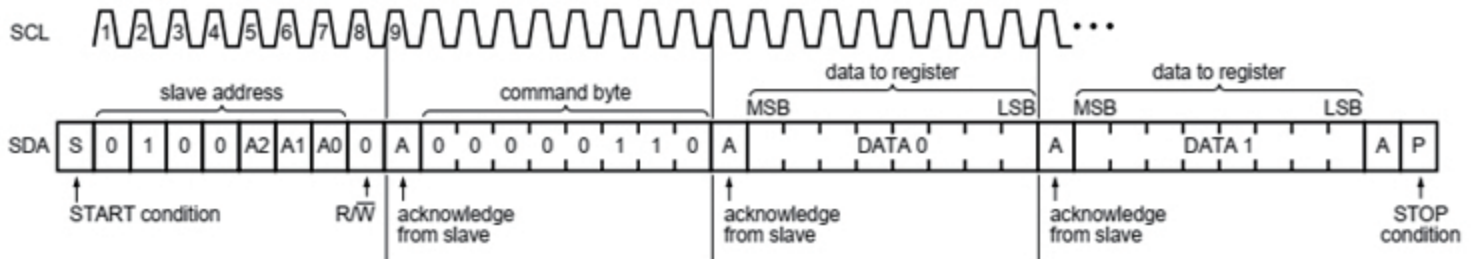 SCL 1 2 3 4 5 6 7 8 9 •••
data to register data to register
slave address command byte
MSB LSB MSB LSB
SDA S 0 1 0 0 A2 A1 A0 0 A 0 0 0 0 0 1 1 0 A DATA 0 A DATA 1 A P
START condition R/W̅ acknowledge acknowledge acknowledge STOP
from slave from slave from slave condition